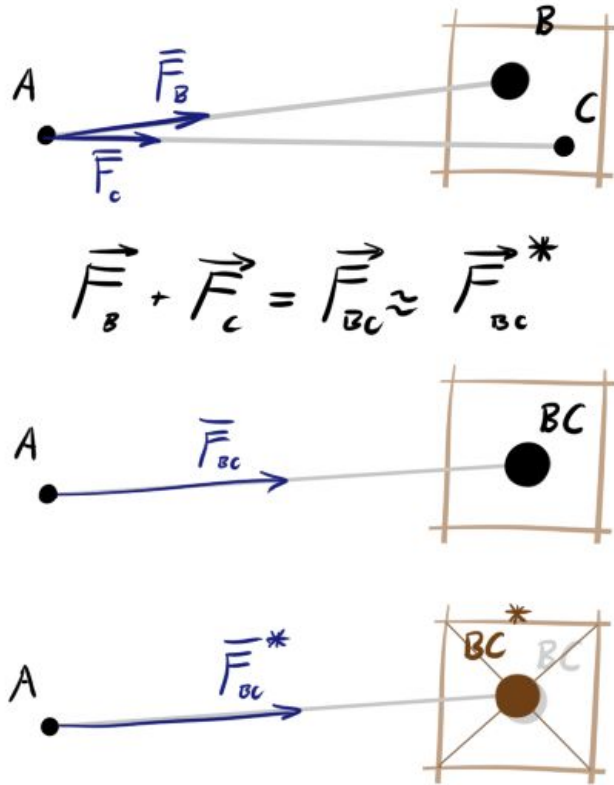 B
A
F_B
C
F_C
F_B + F_C = F_BC ≈ F_BC*
BC
A
F_BC
*
BC
BC
F_BC*
A